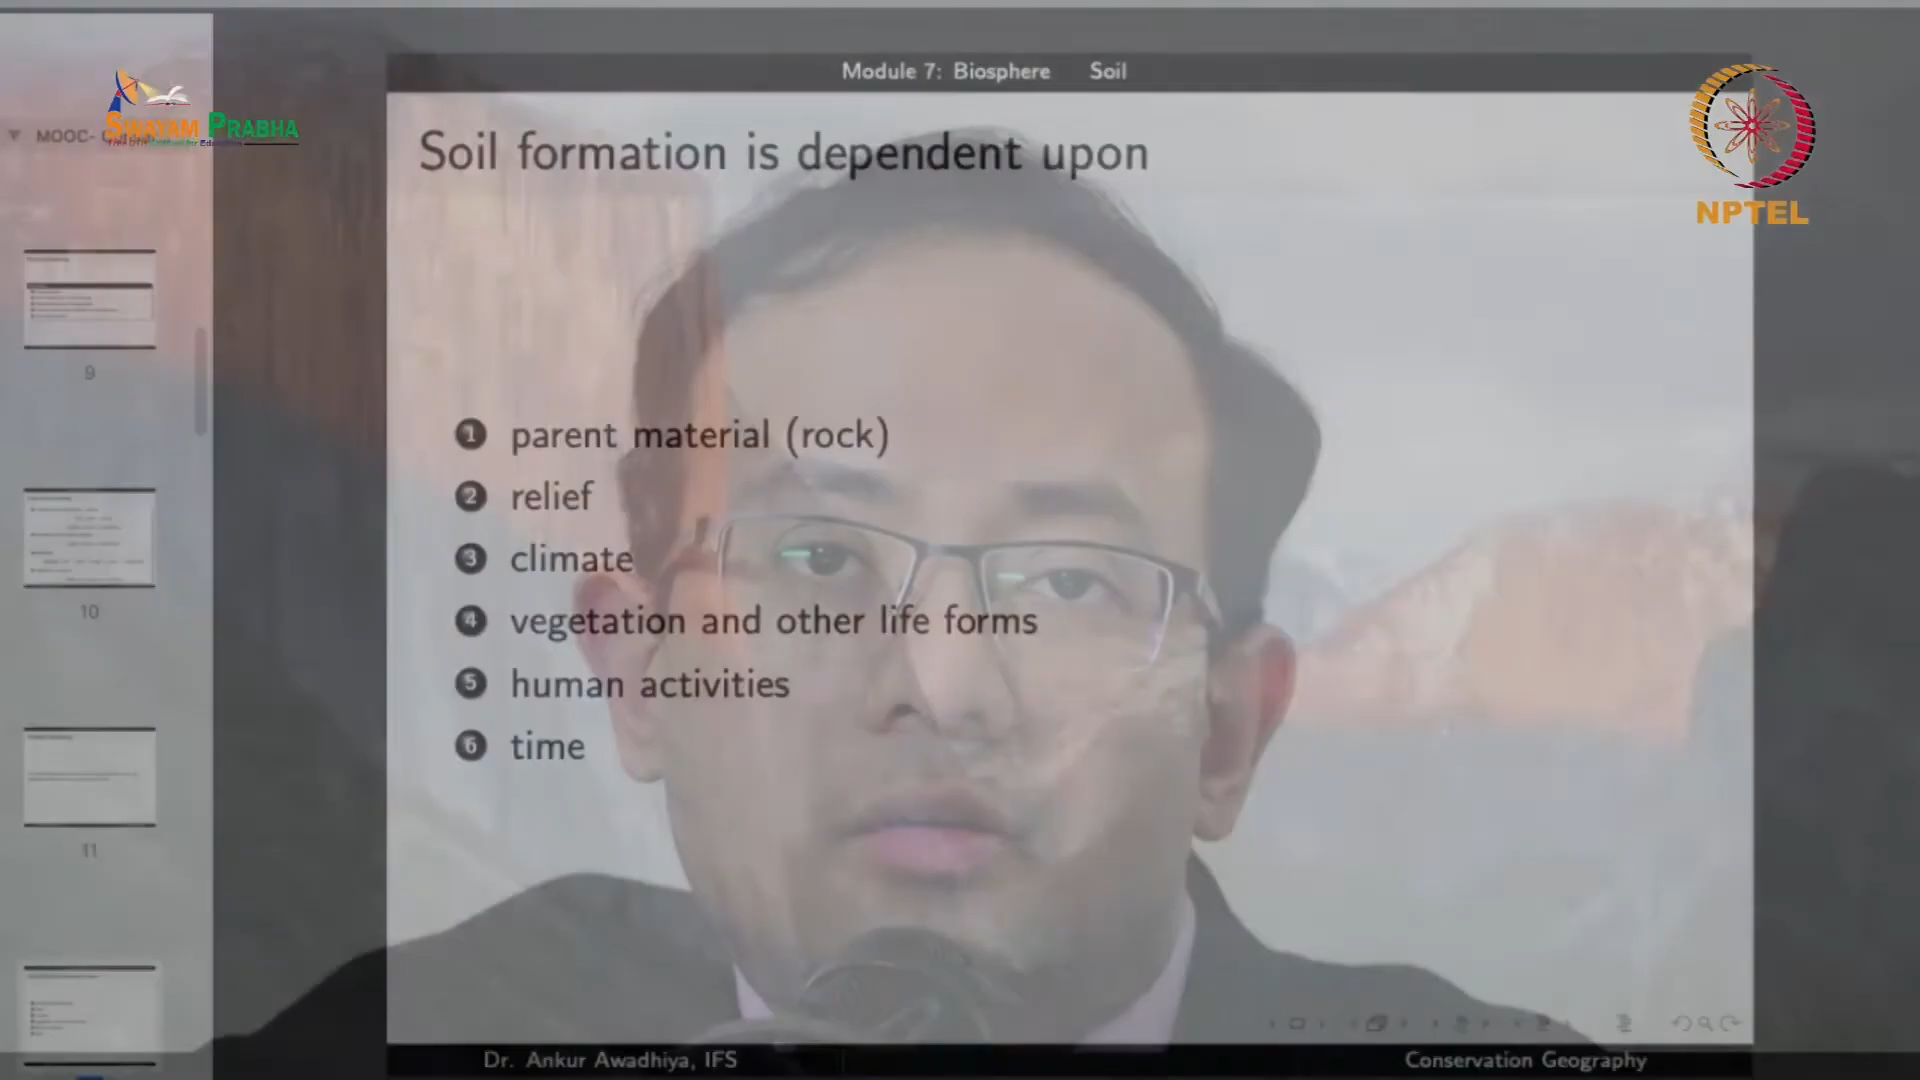 Module 7: Biosphere Soil
SWAYAM PRABHA
MOOC-
NPTEL
Soil formation is dependent upon
1 parent material (rock)
2 relief
3 climate
4 vegetation and other life forms
5 human activities
6 time
9
10
11
Dr. Ankur Awadhiya, IFS
Conservation Geography